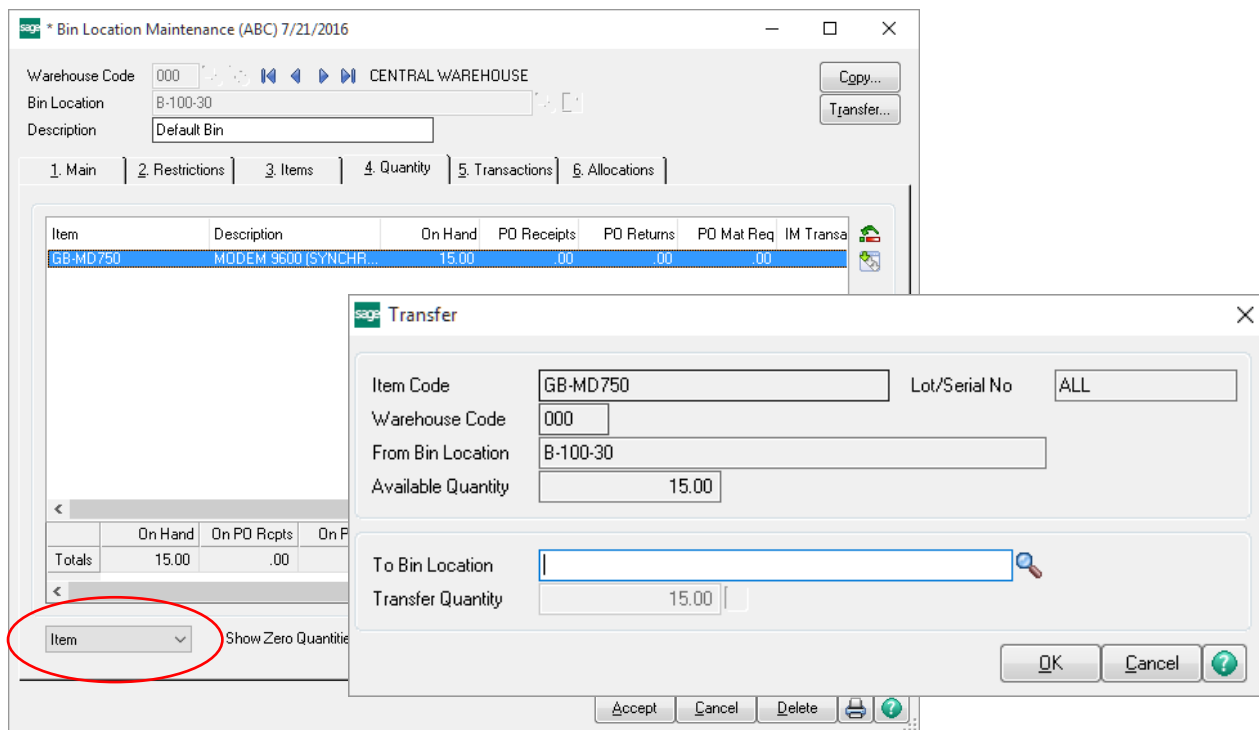 sage * Bin Location Maintenance (ABC) 7/21/2016
Warehouse Code 000 CENTRAL WAREHOUSE Copy...
Bin Location B-100-30 Transfer...
Description Default Bin
1. Main 2. Restrictions 3. Items 4. Quantity 5. Transactions 6. Allocations
Item Description On Hand PO Receipts PO Returns PO Mat Req IM Transa
GB-MD750 MODEM 9600 (SYNCHR... 15.00 .00 .00 .00
On Hand On PO Rcpts On P
Totals 15.00 .00
Item Show Zero Quantitie
Accept Cancel Delete
sage Transfer
Item Code GB-MD750 Lot/Serial No ALL
Warehouse Code 000
From Bin Location B-100-30
Available Quantity 15.00
To Bin Location
Transfer Quantity 15.00
OK Cancel